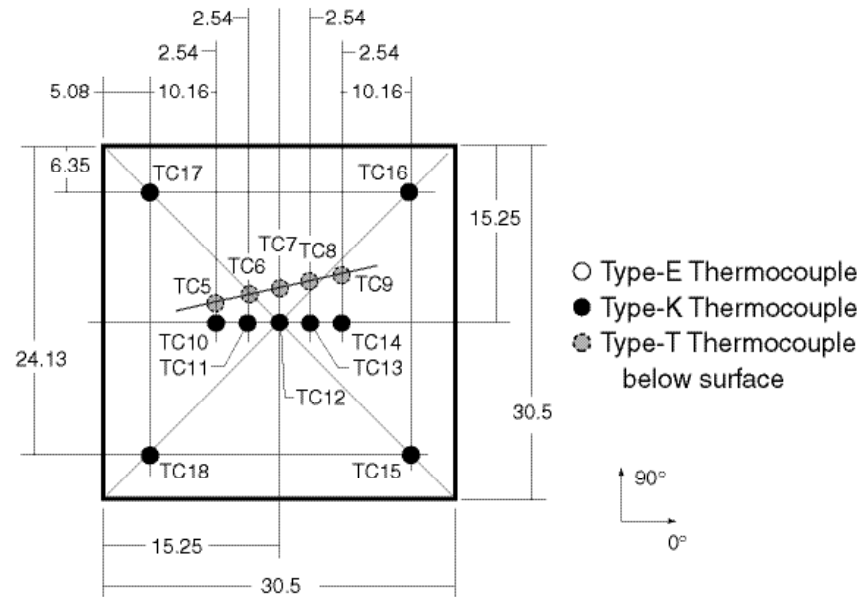 2.54
2.54
2.54
2.54
5.08
10.16
10.16
6.35
TC17
TC16
15.25
TC7
TC6
TC8
TC5
TC9
Type-E Thermocouple
Type-K Thermocouple
Type-T Thermocouple
below surface
TC10
TC14
TC11
TC13
24.13
TC12
30.5
TC18
TC15
90°
0°
15.25
30.5